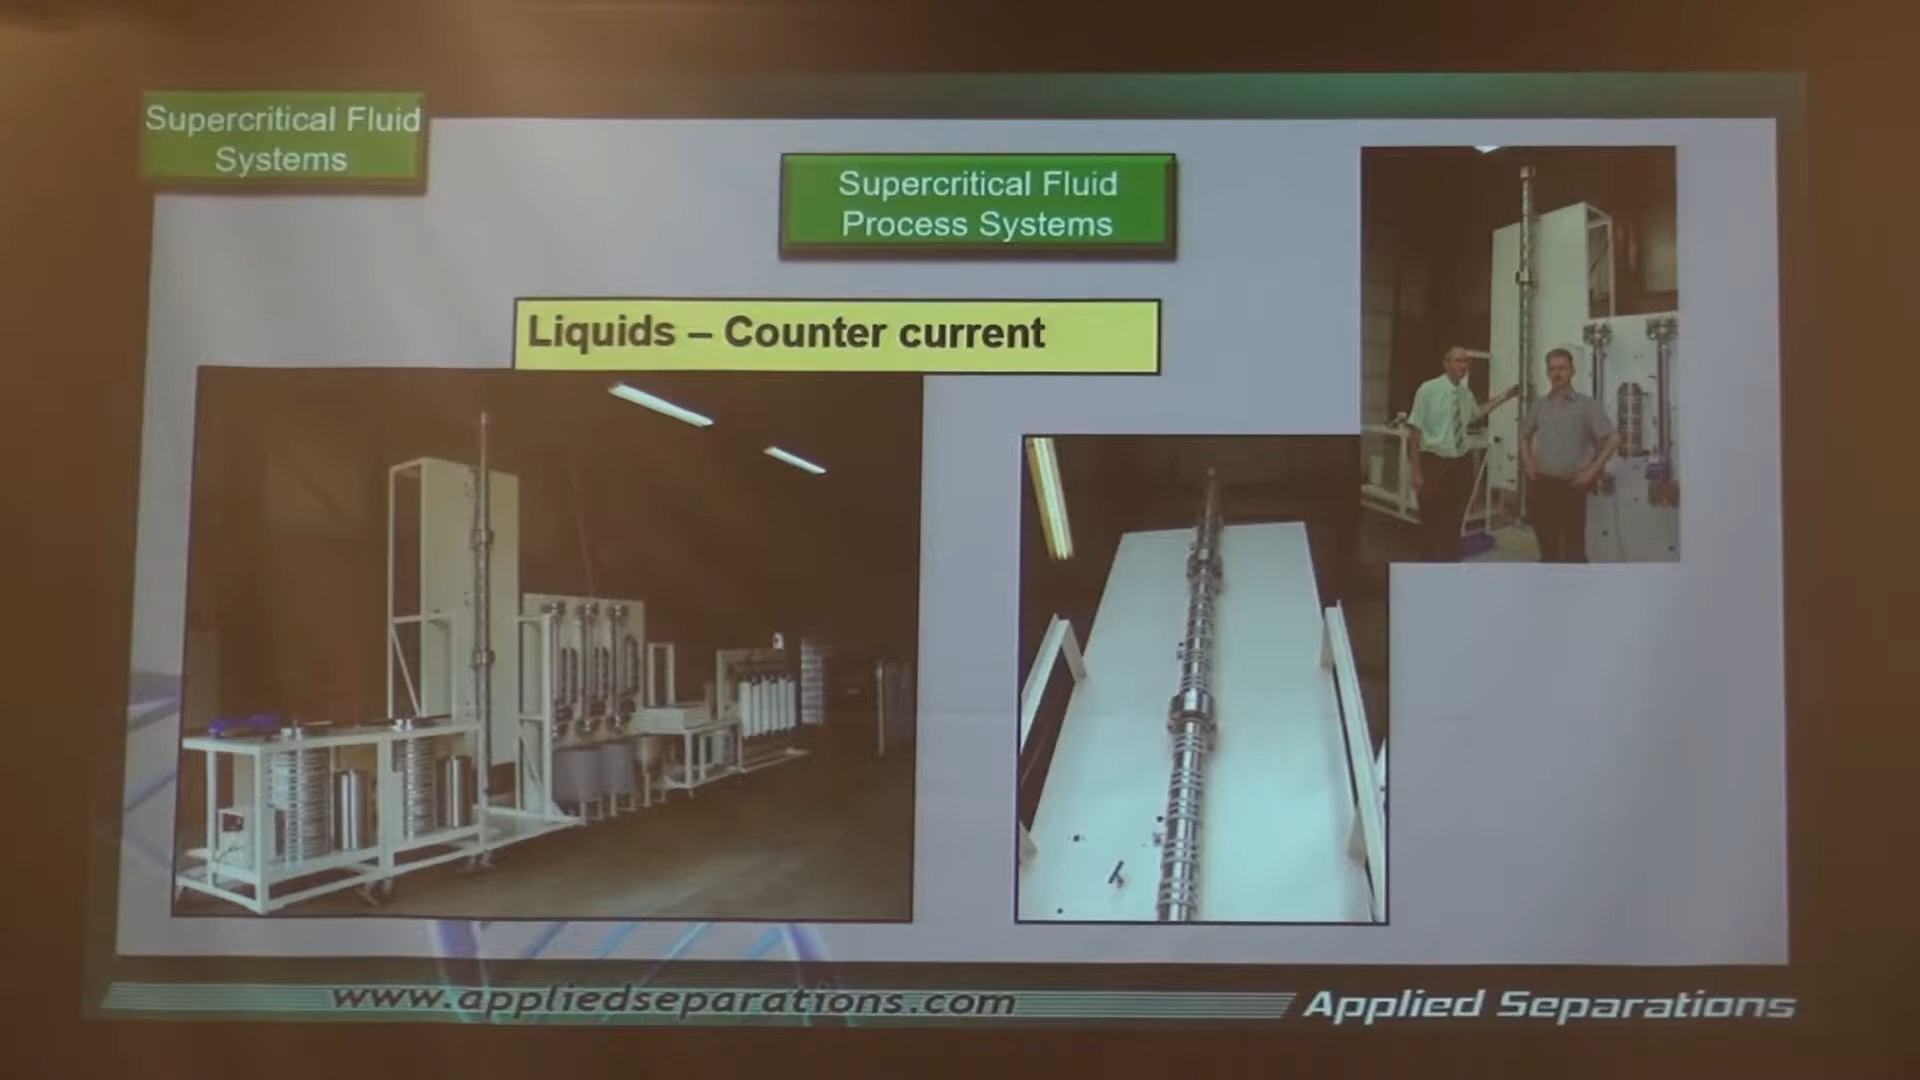 Supercritical Fluid
Systems
Supercritical Fluid
Process Systems
Liquids – Counter current
www.appliedseparations.com
Applied Separations